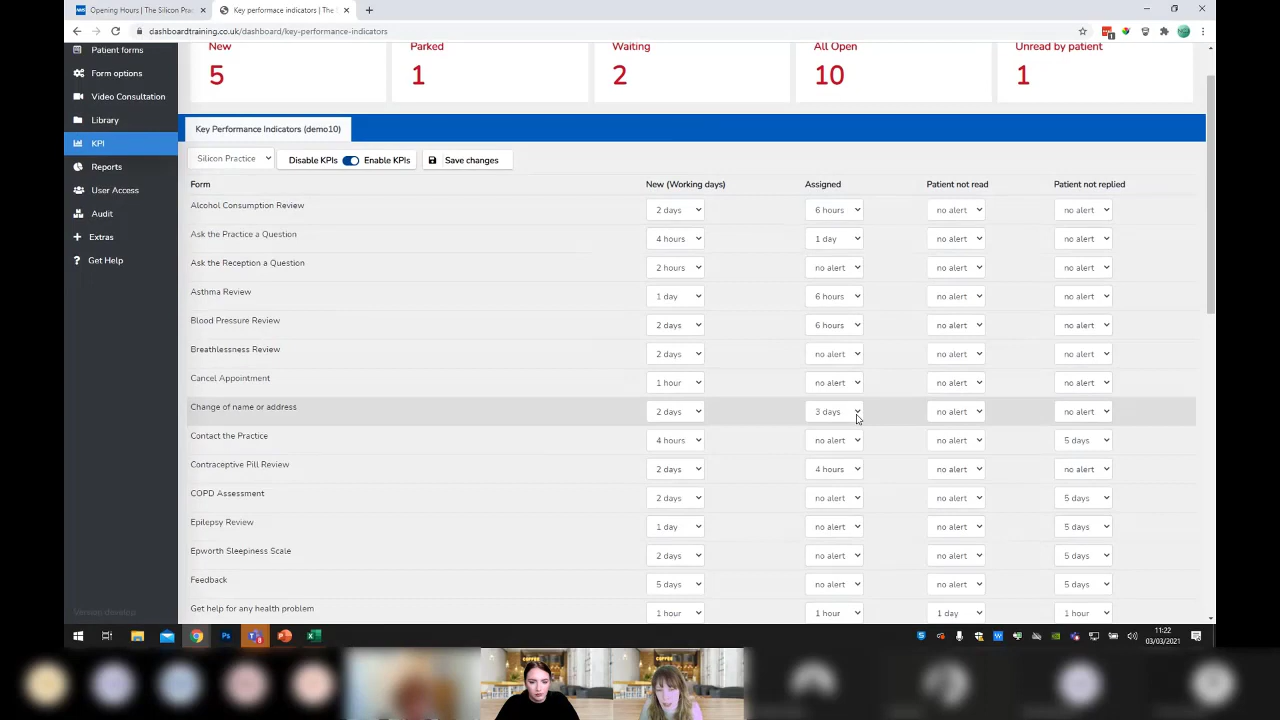 Opening Hours | The Silicon Prac
Key performace indicators | The S
dashboardtraining.co.uk/dashboard/key-performance-indicators
Patient forms
Form options
Video Consultation
Library
KPI
Reports
User Access
Audit
Extras
Get Help
New Parked Waiting All Open Unread by patient
5 1 2 10 1
Key Performance Indicators (demo10)
Silicon Practice Disable KPIs Enable KPIs Save changes
Form New (Working days) Assigned Patient not read Patient not replied
Alcohol Consumption Review 2 days 6 hours no alert no alert
Ask the Practice a Question 4 hours 1 day no alert no alert
Ask the Reception a Question 2 hours no alert no alert no alert
Asthma Review 1 day 6 hours no alert no alert
Blood Pressure Review 2 days 6 hours no alert no alert
Breathlessness Review 2 days no alert no alert no alert
Cancel Appointment 1 hour no alert no alert no alert
Change of name or address 2 days 3 days no alert no alert
Contact the Practice 4 hours no alert no alert 5 days
Contraceptive Pill Review 2 days 4 hours no alert no alert
COPD Assessment 2 days no alert no alert 5 days
Epilepsy Review 1 day no alert no alert 5 days
Epworth Sleepiness Scale 2 days no alert no alert 5 days
Feedback 5 days no alert no alert 5 days
Get help for any health problem 1 hour 1 hour 1 day 1 hour
Version: develop
11:22
03/03/2021
COFFEE
COFFEE